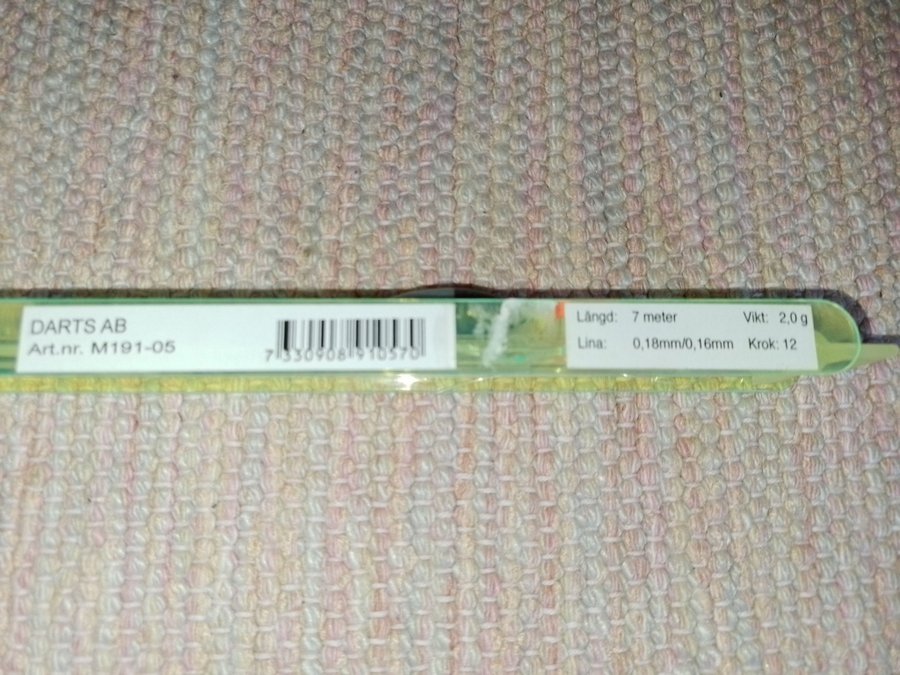 DARTS AB
Art.nr. M191-05
7 330908 910570
Längd: 7 meter Vikt: 2,0 g
Lina: 0,18mm/0,16mm Krok: 12